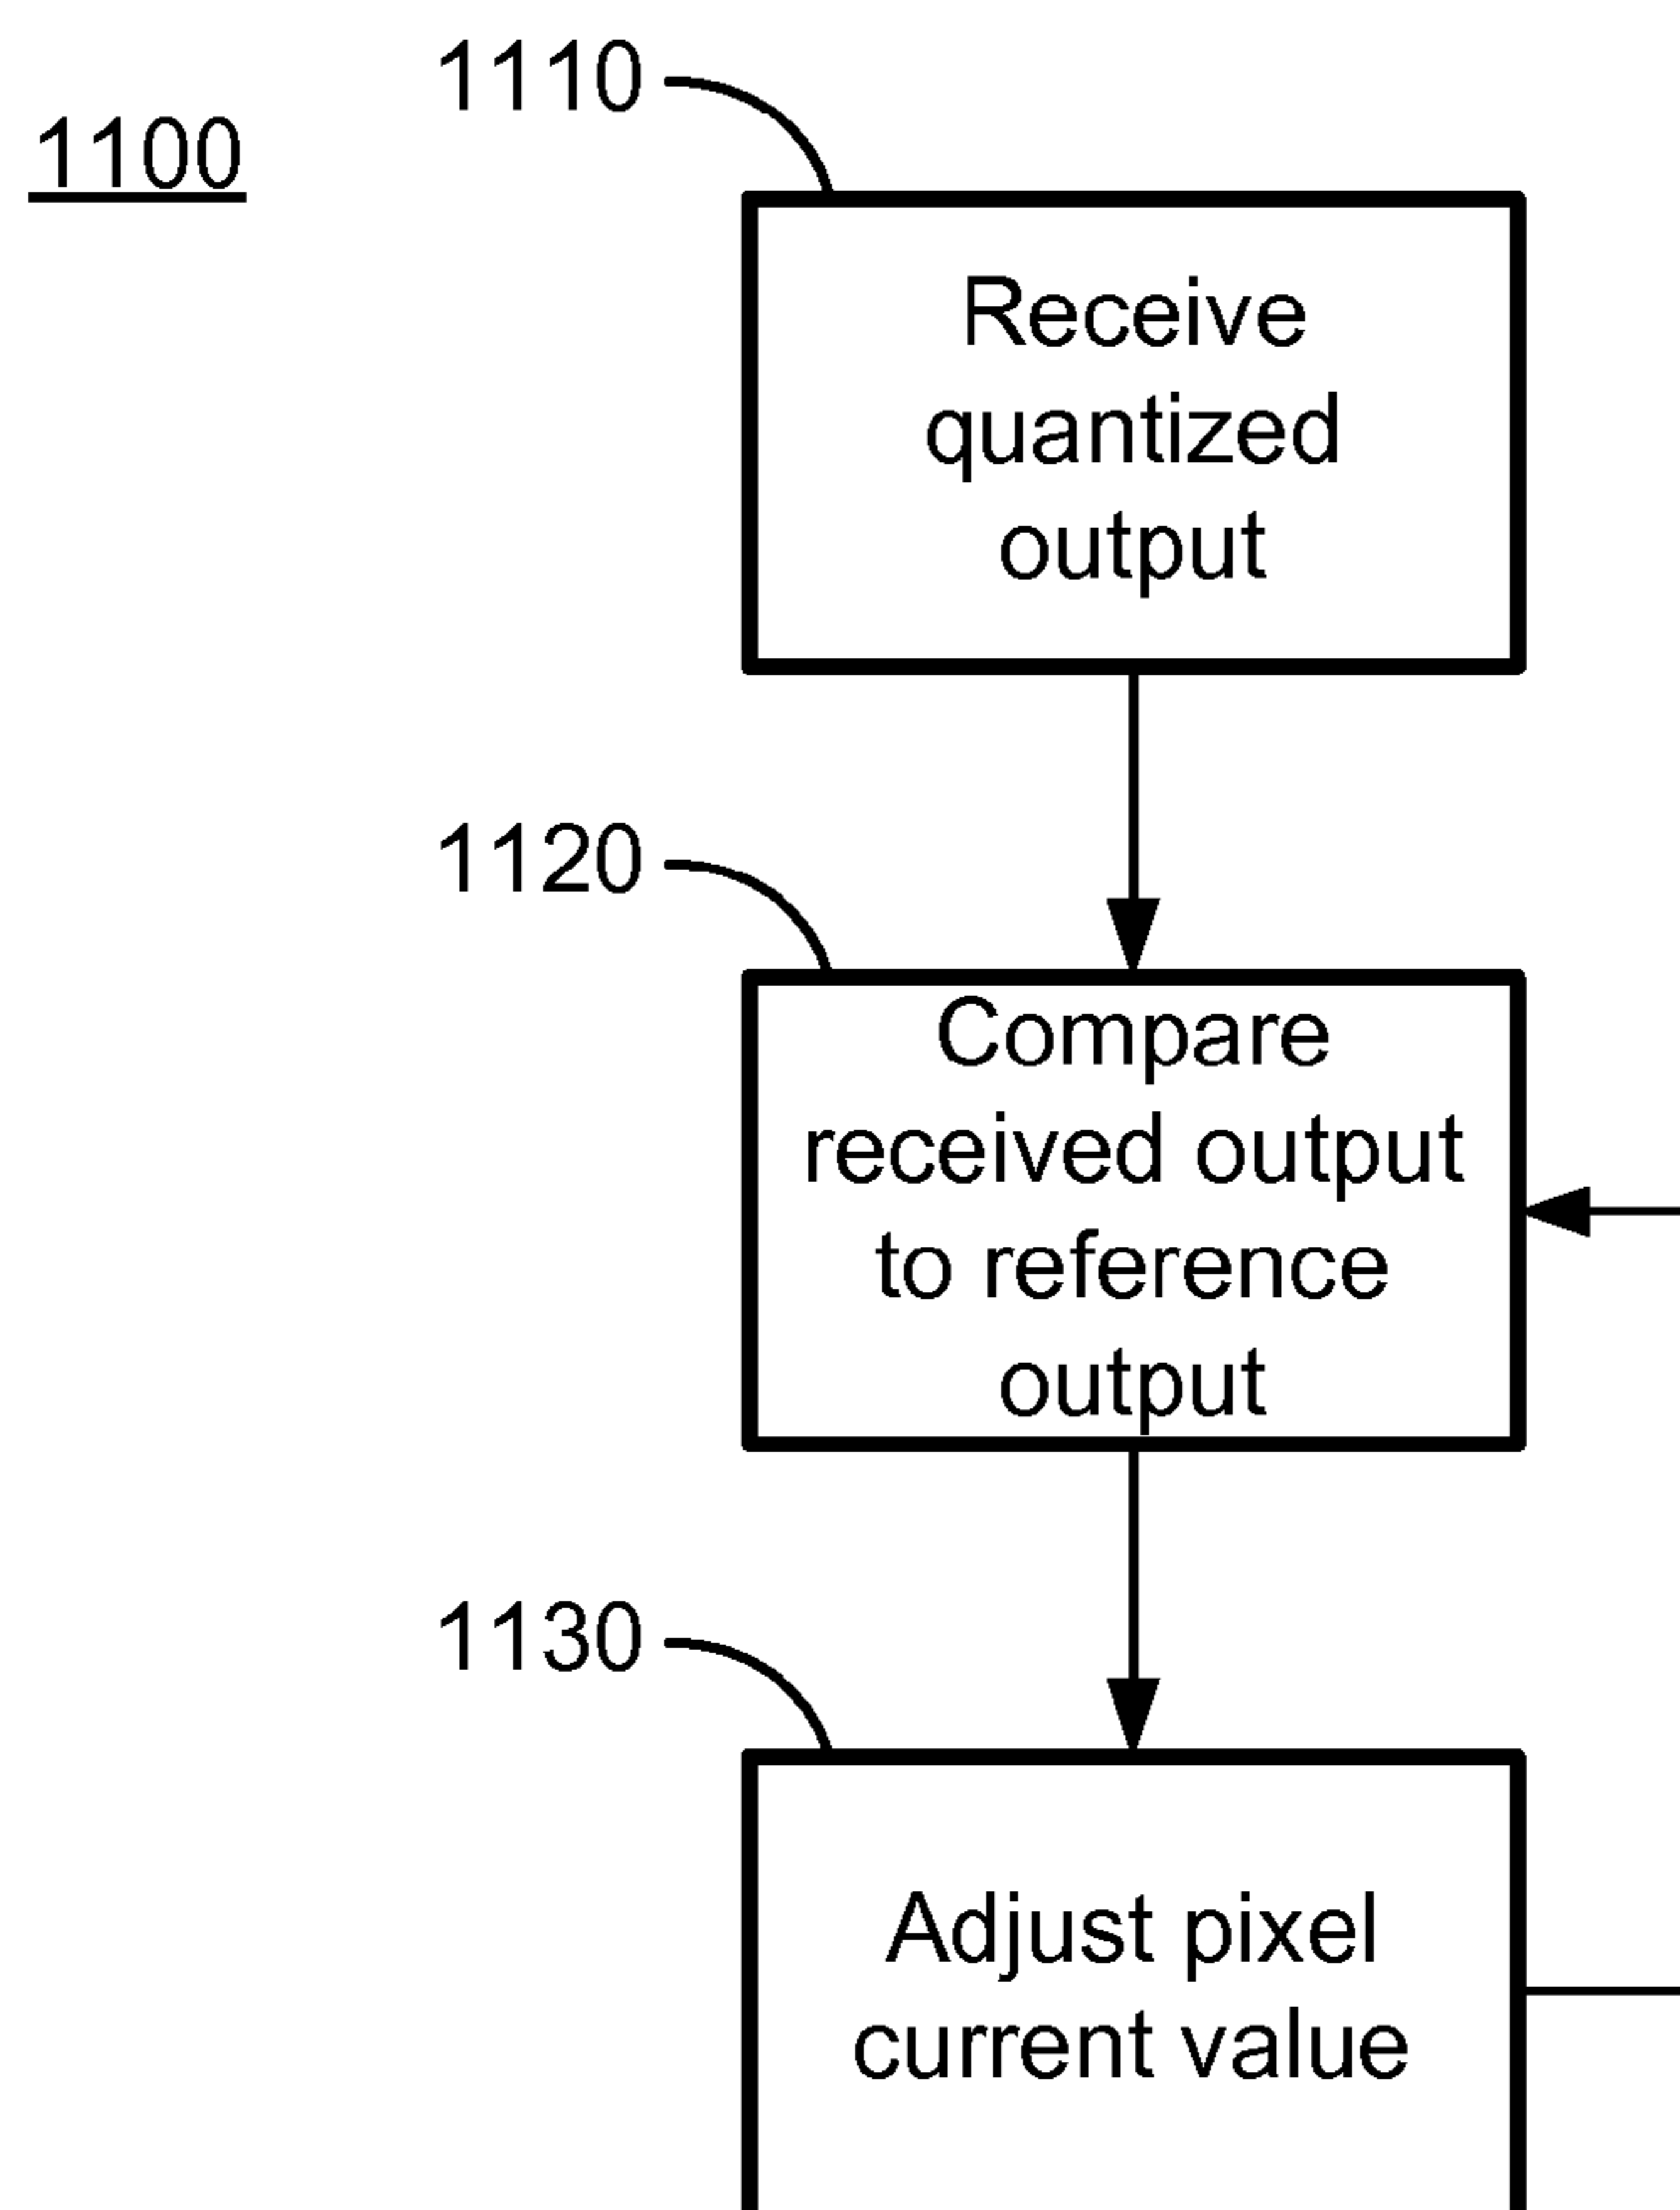 1100
1110
Receive
quantized
output
1120
Compare
received output
to reference
output
1130
Adjust pixel
current value